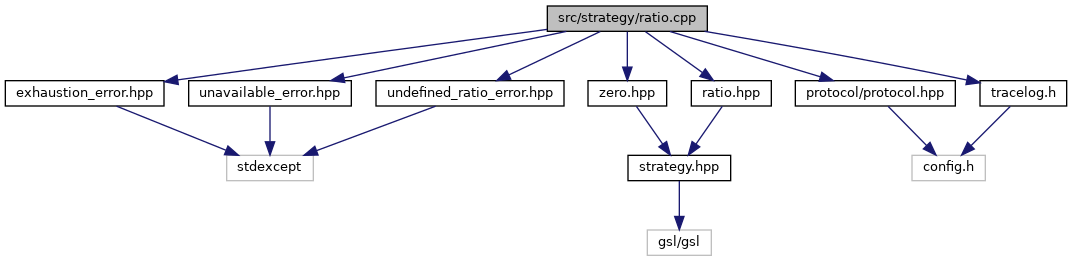 src/strategy/ratio.cpp
exhaustion_error.hpp
unavailable_error.hpp
undefined_ratio_error.hpp
zero.hpp
ratio.hpp
protocol/protocol.hpp
tracelog.h
stdexcept
strategy.hpp
config.h
gsl/gsl